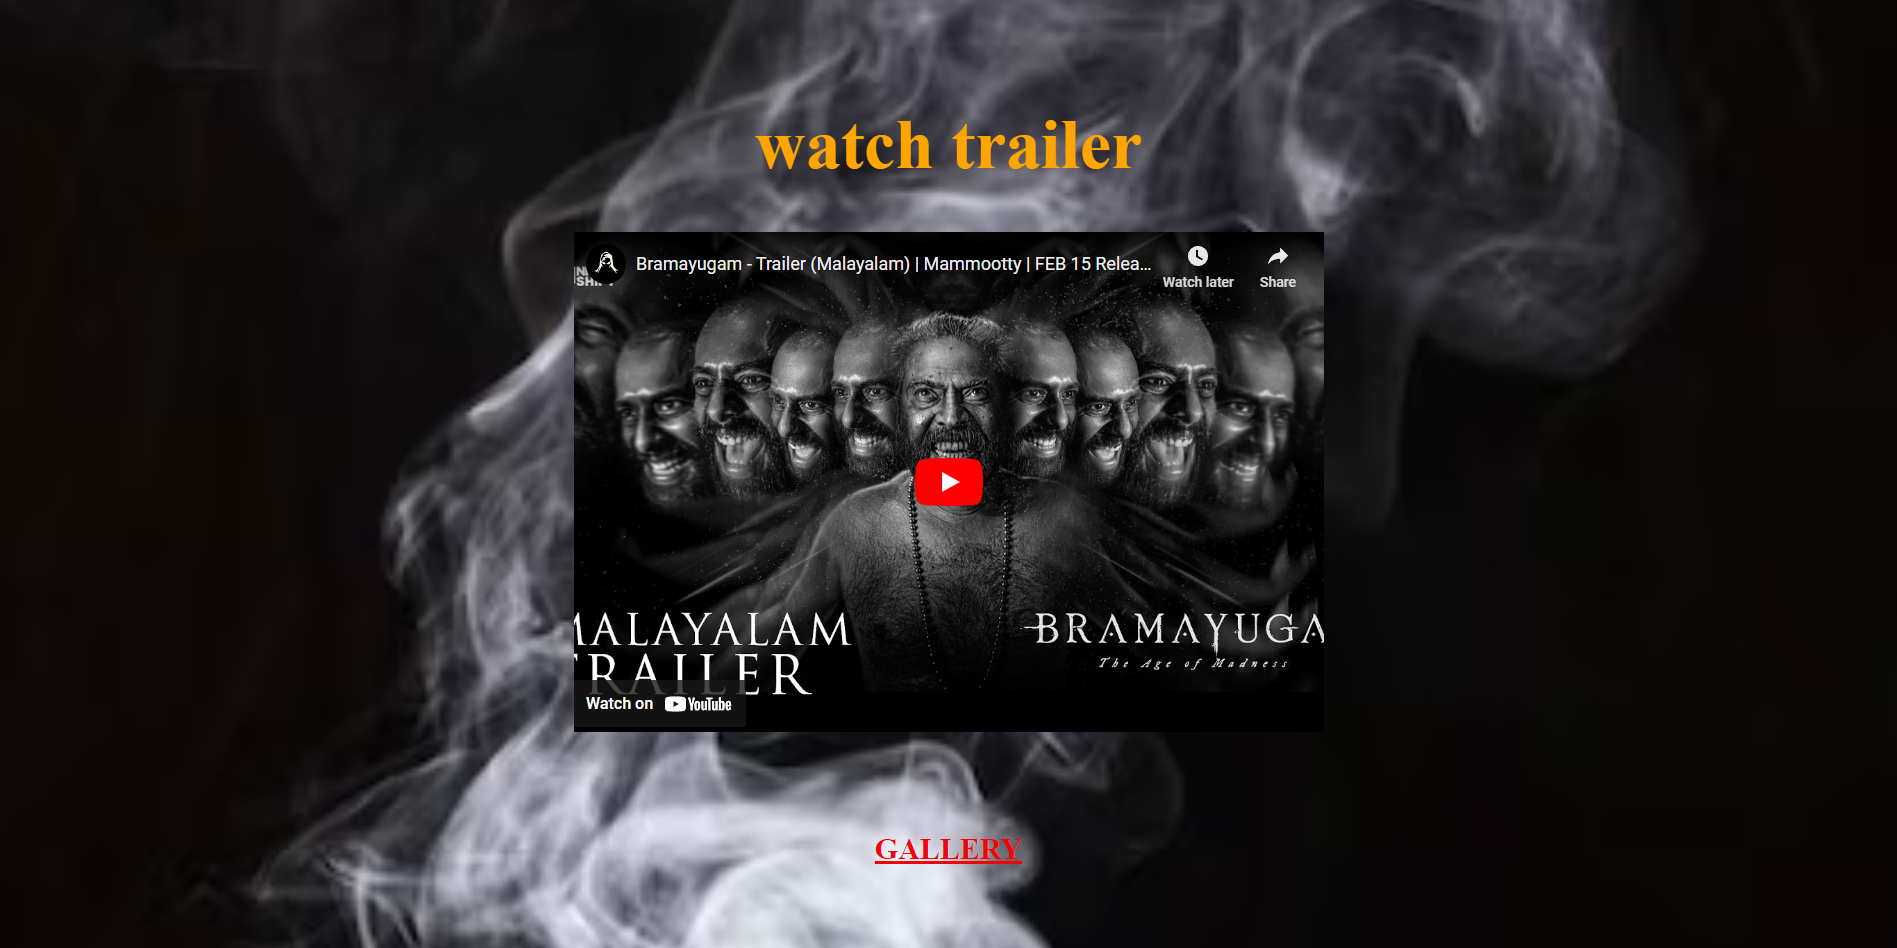 watch trailer
Bramayugam - Trailer (Malayalam) | Mammootty | FEB 15 Relea...
Watch later
Share
MALAYALAM
TRAILER
BRAMAYUGA
The Age of Madness
Watch on YouTube
GALLERY